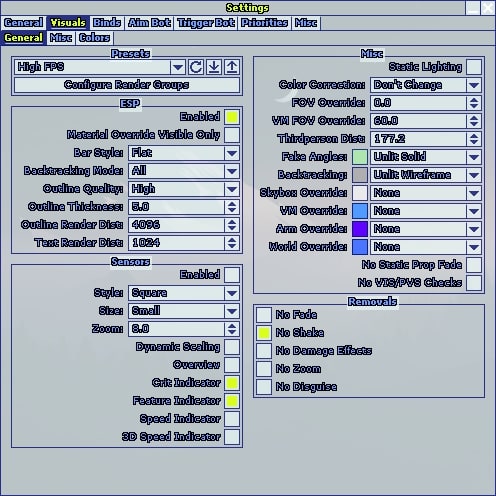 Settings
General Visuals Binds Aim Bot Trigger Bot Priorities Misc
General Misc Colors
Presets
High FPS
Configure Render Groups
ESP
Enabled
Material Override Visible Only
Bar Style: Flat
Backtracking Mode: All
Outline Quality: High
Outline Thickness: 5.0
Outline Render Dist: 4096
Text Render Dist: 1024
Sensors
Enabled
Style: Square
Size: Small
Zoom: 8.0
Dynamic Scaling
Overview
Crit Indicator
Feature Indicator
Speed Indicator
3D Speed Indicator
Misc
Static Lighting
Color Correction: Don't Change
FOV Override: 0.0
VM FOV Override: 60.0
Thirdperson Dist: 177.2
Fake Angles: Unlit Solid
Backtracking: Unlit Wireframe
Skybox Override: None
VM Override: None
Arm Override: None
World Override: None
No Static Prop Fade
No VIS/PVS Checks
Removals
No Fade
No Shake
No Damage Effects
No Zoom
No Disguise